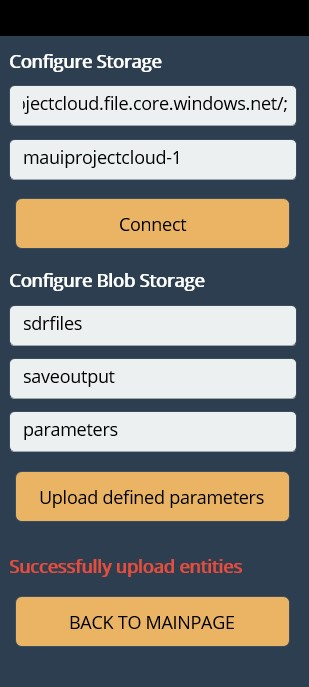 Configure Storage
jectcloud.file.core.windows.net/;
mauiprojectcloud-1
Connect
Configure Blob Storage
sdrfiles
saveoutput
parameters
Upload defined parameters
Successfully upload entities
BACK TO MAINPAGE